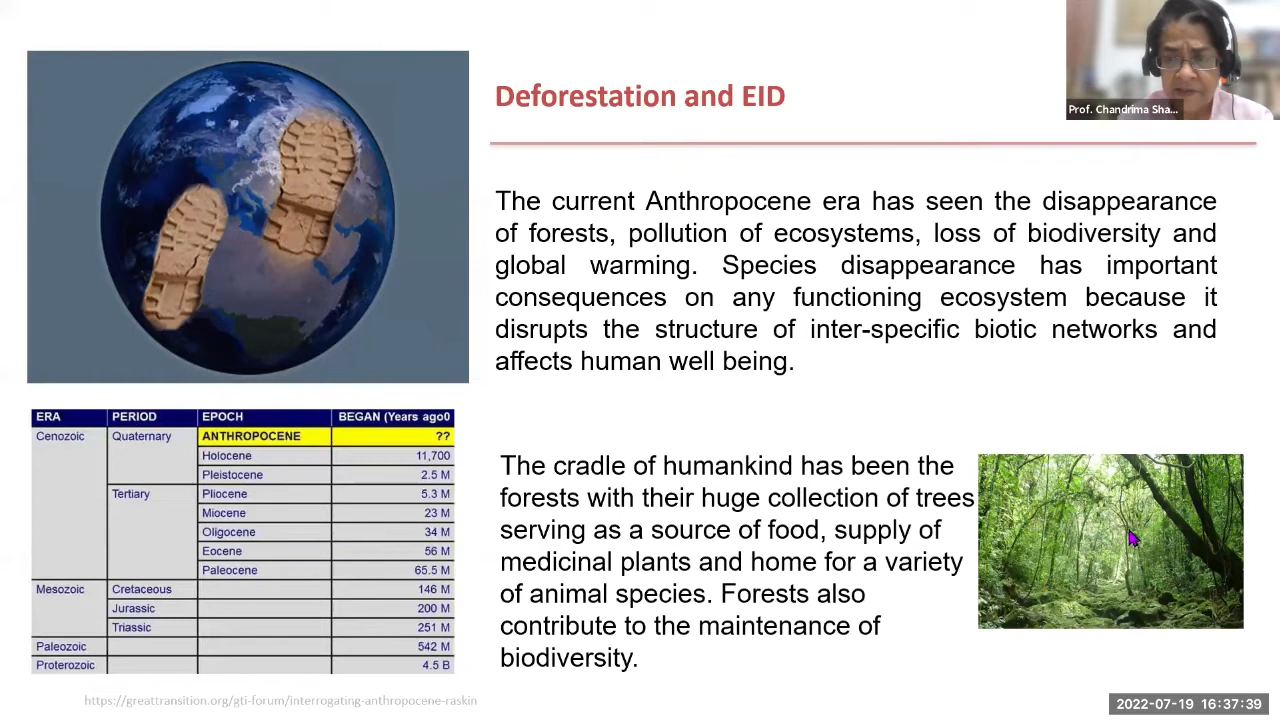 Deforestation and EID
Prof. Chandrima Sha...
The current Anthropocene era has seen the disappearance
of forests, pollution of ecosystems, loss of biodiversity and
global warming. Species disappearance has important
consequences on any functioning ecosystem because it
disrupts the structure of inter-specific biotic networks and
affects human well being.
ERA PERIOD EPOCH BEGAN (Years ago0
Cenozoic Quaternary ANTHROPOCENE ??
Holocene 11,700
Pleistocene 2.5 M
Tertiary Pliocene 5.3 M
Miocene 23 M
Oligocene 34 M
Eocene 56 M
Paleocene 65.5 M
Mesozoic Cretaceous 146 M
Jurassic 200 M
Triassic 251 M
Paleozoic 542 M
Proterozoic 4.5 B
The cradle of humankind has been the
forests with their huge collection of trees
serving as a source of food, supply of
medicinal plants and home for a variety
of animal species. Forests also
contribute to the maintenance of
biodiversity.
https://greattransition.org/gti-forum/interrogating-anthropocene-raskin
2022-07-19 16:37:39